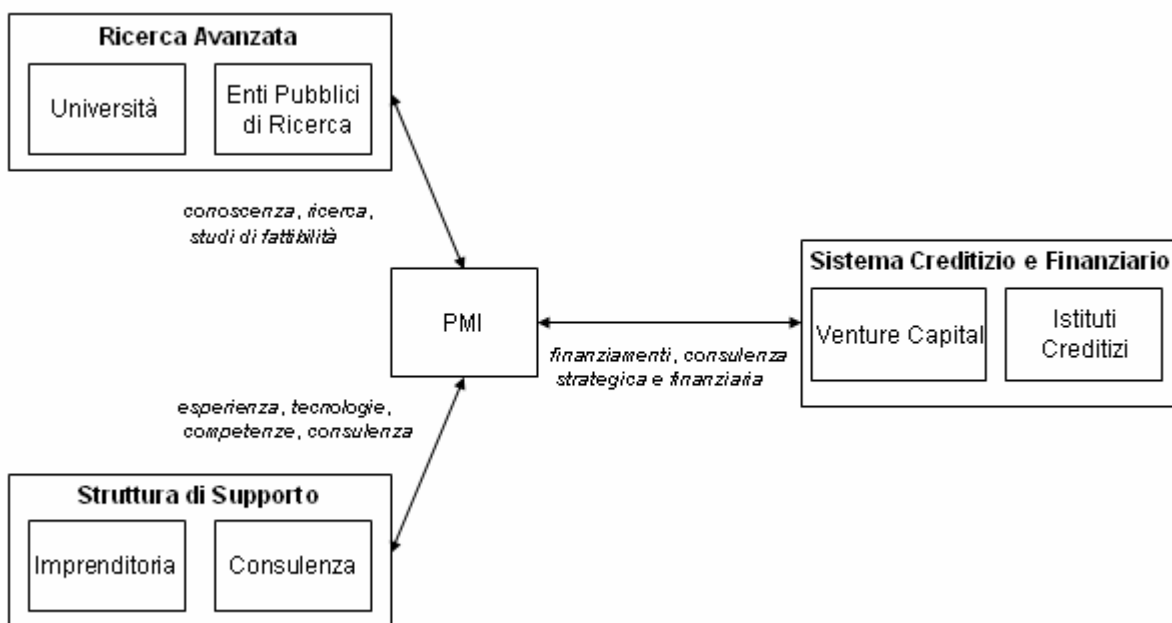 Ricerca Avanzata
Università
Enti Pubblici
di Ricerca
conoscenza, ricerca,
studi di fattibilità
PMI
Sistema Creditizio e Finanziario
Venture Capital
Istituti
Creditizi
finanziamenti, consulenza
strategica e finanziaria
esperienza, tecnologie,
competenze, consulenza
Struttura di Supporto
Imprenditoria
Consulenza